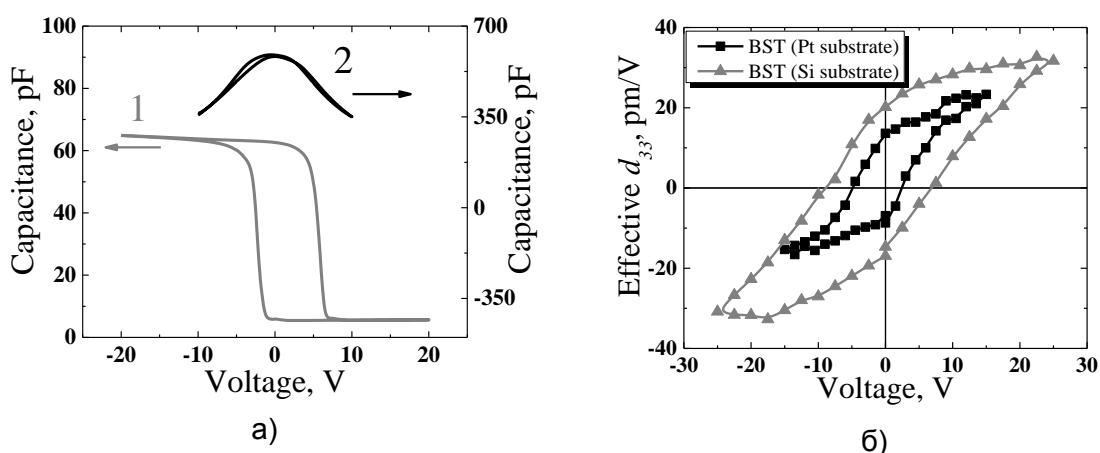 100
80
60
40
20
0
Capacitance, pF
1
2
700
350
0
-350
Capacitance, pF
-20 -10 0 10 20
Voltage, V
а)
BST (Pt substrate)
BST (Si substrate)
60
40
20
0
-20
-40
Effective d33, pm/V
-30 -20 -10 0 10 20 30
Voltage, V
б)